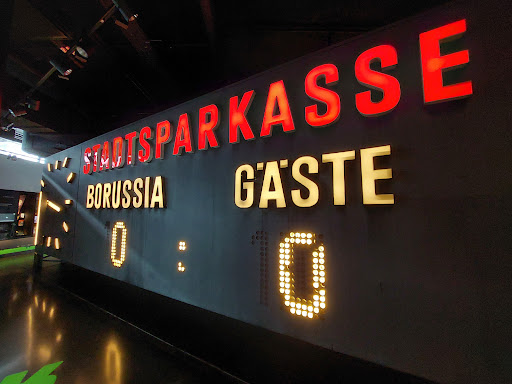 STADTSPARKASSE
BORUSSIA GÄSTE
0 : 0